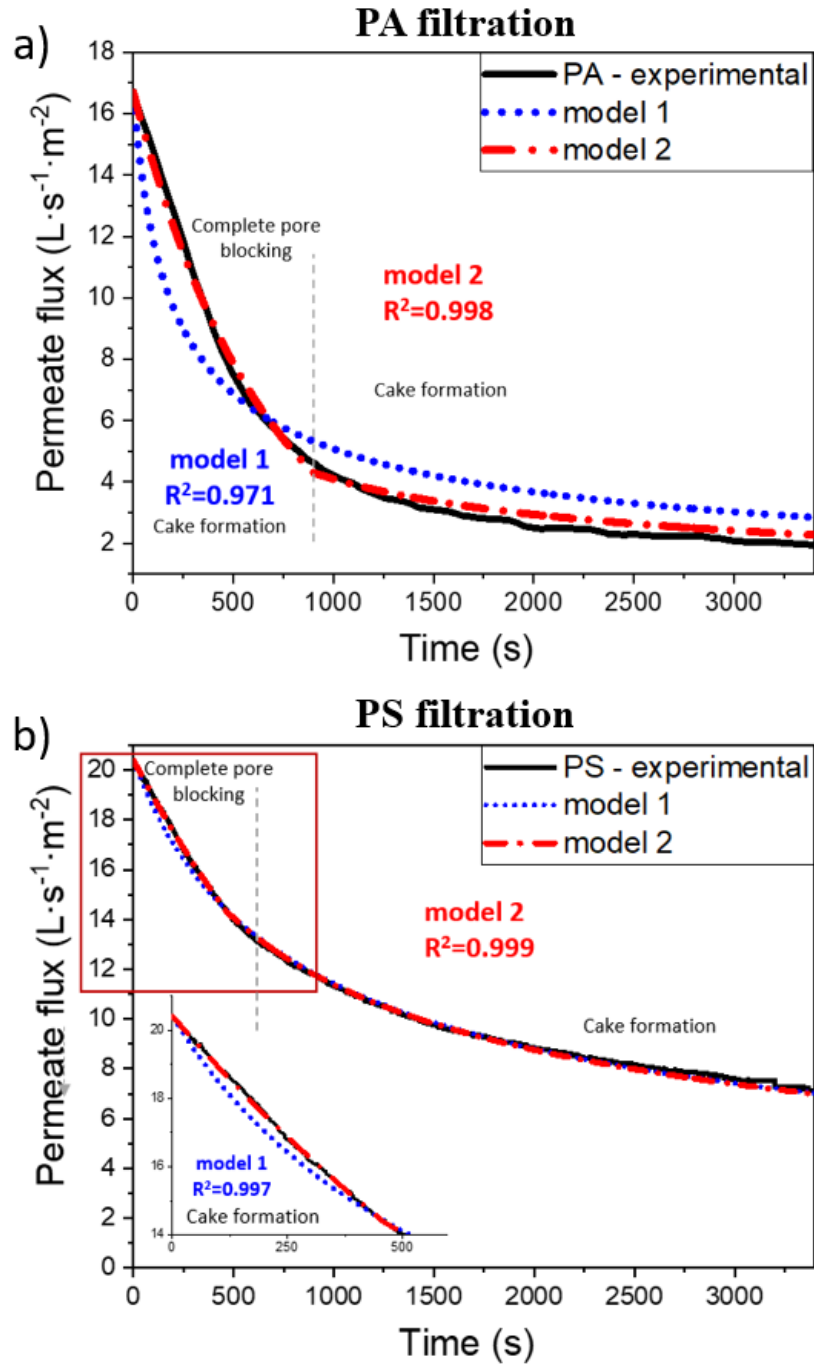 PA filtration
a)
18
16
14
12
10
8
6
4
2
Permeate flux (L·s⁻¹·m⁻²)
PA - experimental
model 1
model 2
Complete pore
blocking
model 2
R²=0.998
Cake formation
model 1
R²=0.971
Cake formation
0 500 1000 1500 2000 2500 3000
Time (s)
PS filtration
b)
20
18
16
14
12
10
8
6
4
2
0
Permeate flux (L·s⁻¹·m⁻²)
PS - experimental
model 1
model 2
Complete pore
blocking
model 2
R²=0.999
Cake formation
20
18
16
14
model 1
R²=0.997
Cake formation
0 250 500
0 500 1000 1500 2000 2500 3000
Time (s)